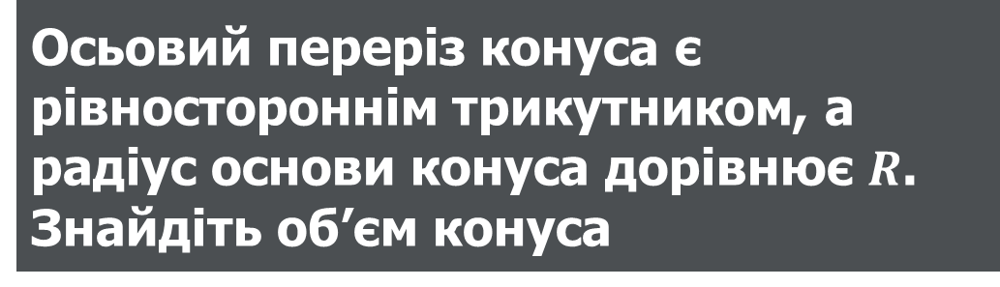 Осьовий переріз конуса є
рівностороннім трикутником, а
радіус основи конуса дорівнює R.
Знайдіть об’єм конуса